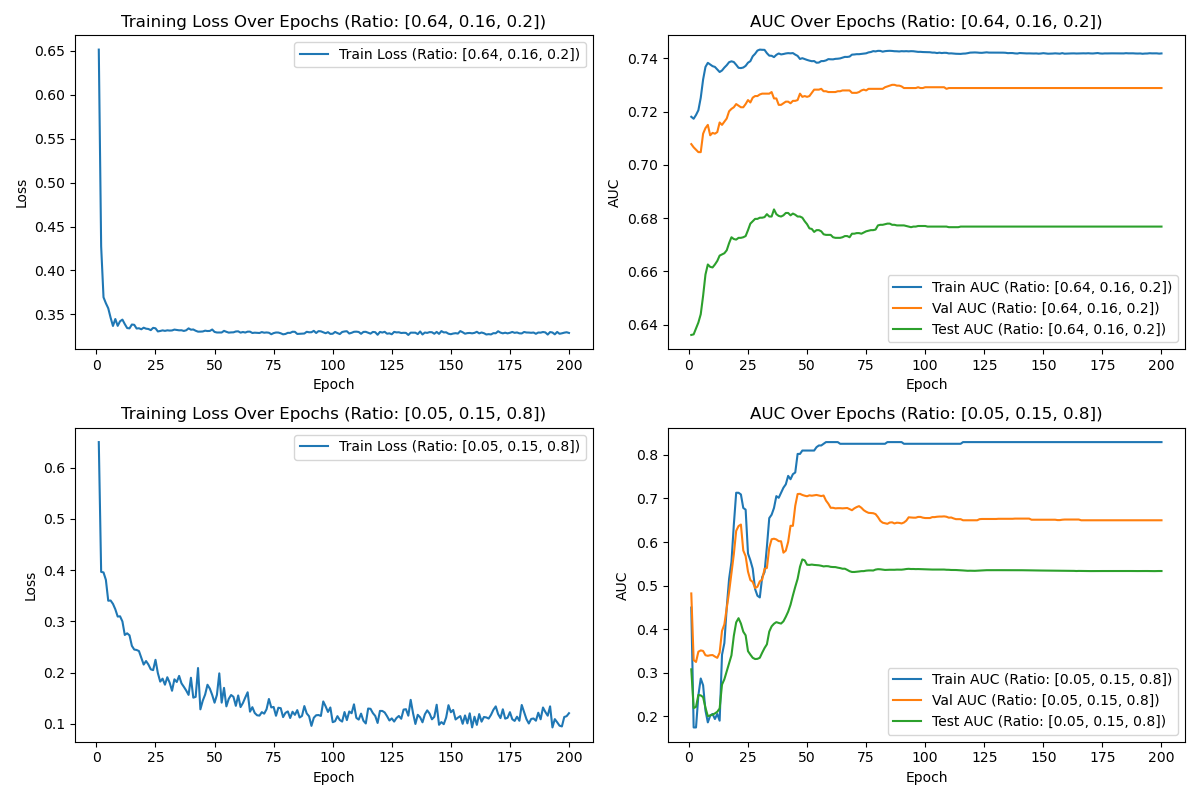 Training Loss Over Epochs (Ratio: [0.64, 0.16, 0.2])
Train Loss (Ratio: [0.64, 0.16, 0.2])
0.65
0.60
0.55
0.50
0.45
0.40
0.35
Loss
0 25 50 75 100 125 150 175 200
Epoch
AUC Over Epochs (Ratio: [0.64, 0.16, 0.2])
0.74
0.72
0.70
0.68
0.66
0.64
AUC
Train AUC (Ratio: [0.64, 0.16, 0.2])
Val AUC (Ratio: [0.64, 0.16, 0.2])
Test AUC (Ratio: [0.64, 0.16, 0.2])
0 25 50 75 100 125 150 175 200
Epoch
Training Loss Over Epochs (Ratio: [0.05, 0.15, 0.8])
Train Loss (Ratio: [0.05, 0.15, 0.8])
0.6
0.5
0.4
0.3
0.2
0.1
Loss
0 25 50 75 100 125 150 175 200
Epoch
AUC Over Epochs (Ratio: [0.05, 0.15, 0.8])
0.8
0.7
0.6
0.5
0.4
0.3
0.2
AUC
Train AUC (Ratio: [0.05, 0.15, 0.8])
Val AUC (Ratio: [0.05, 0.15, 0.8])
Test AUC (Ratio: [0.05, 0.15, 0.8])
0 25 50 75 100 125 150 175 200
Epoch